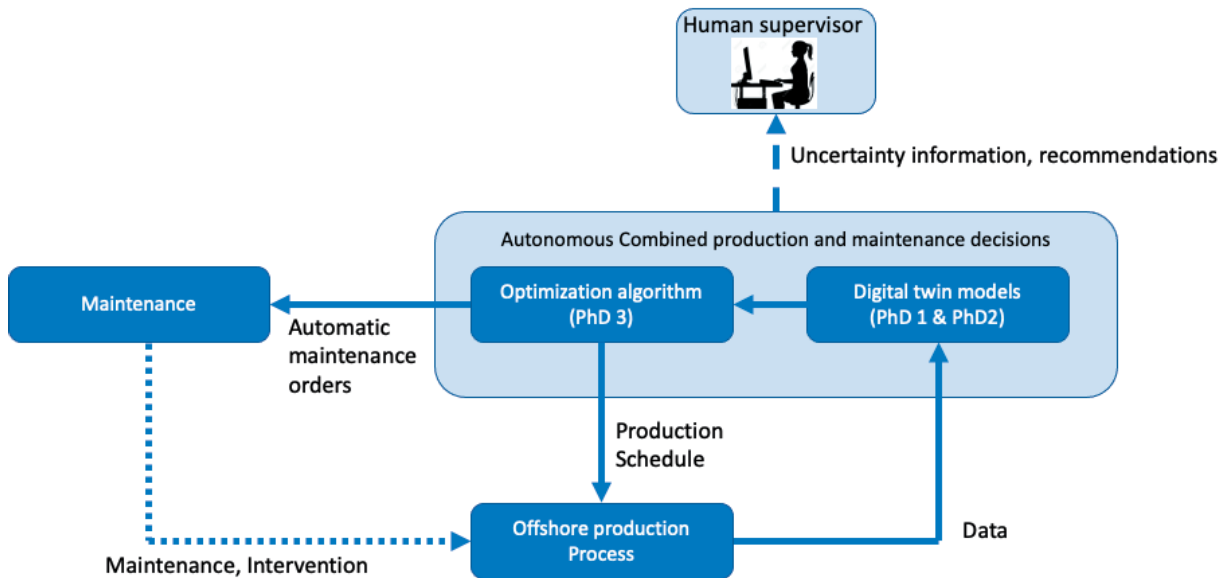 Human supervisor
Uncertainty information, recommendations
Autonomous Combined production and maintenance decisions
Maintenance
Optimization algorithm
(PhD 3)
Digital twin models
(PhD 1 & PhD2)
Automatic
maintenance
orders
Production
Schedule
Offshore production
Process
Data
Maintenance, Intervention